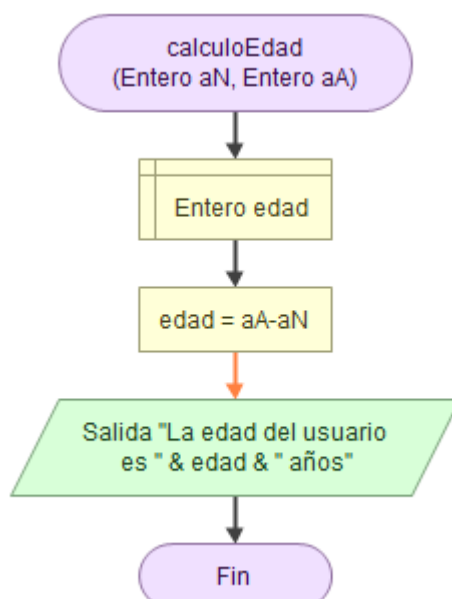 calculoEdad
(Entero aN, Entero aA)
Entero edad
edad = aA-aN
Salida "La edad del usuario
es " & edad & " años"
Fin